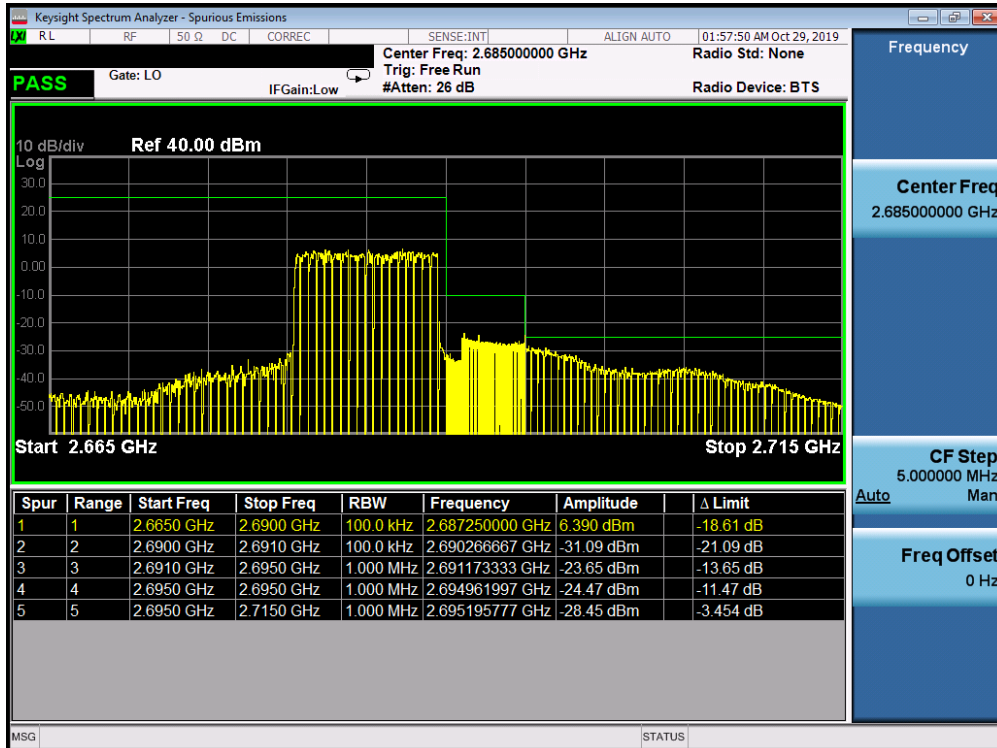 Keysight Spectrum Analyzer - Spurious Emissions
LXI RL RF 50 Ω DC CORREC SENSE:INT ALIGN AUTO 01:57:50 AM Oct 29, 2019
Center Freq: 2.685000000 GHz Radio Std: None
Gate: LO Trig: Free Run
PASS IFGain:Low #Atten: 26 dB Radio Device: BTS
Frequency
10 dB/div Ref 40.00 dBm
Log
30.0
20.0
10.0
0.00
-10.0
-20.0
-30.0
-40.0
-50.0
Start 2.665 GHz Stop 2.715 GHz
Spur Range Start Freq Stop Freq RBW Frequency Amplitude Δ Limit
1 1 2.6650 GHz 2.6900 GHz 100.0 kHz 2.687250000 GHz 6.390 dBm -18.61 dB
2 2 2.6900 GHz 2.6910 GHz 100.0 kHz 2.690266667 GHz -31.09 dBm -21.09 dB
3 3 2.6910 GHz 2.6950 GHz 1.000 MHz 2.691173333 GHz -23.65 dBm -13.65 dB
4 4 2.6950 GHz 2.6950 GHz 1.000 MHz 2.694961997 GHz -24.47 dBm -11.47 dB
5 5 2.6950 GHz 2.7150 GHz 1.000 MHz 2.695195777 GHz -28.45 dBm -3.454 dB
Center Freq
2.685000000 GHz
CF Step
5.000000 MHz
Auto Man
Freq Offset
0 Hz
MSG STATUS